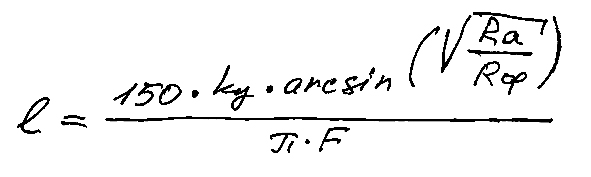 ℓ = 150 · ky · arcsin (√(Ra/Rφ)) / π · F